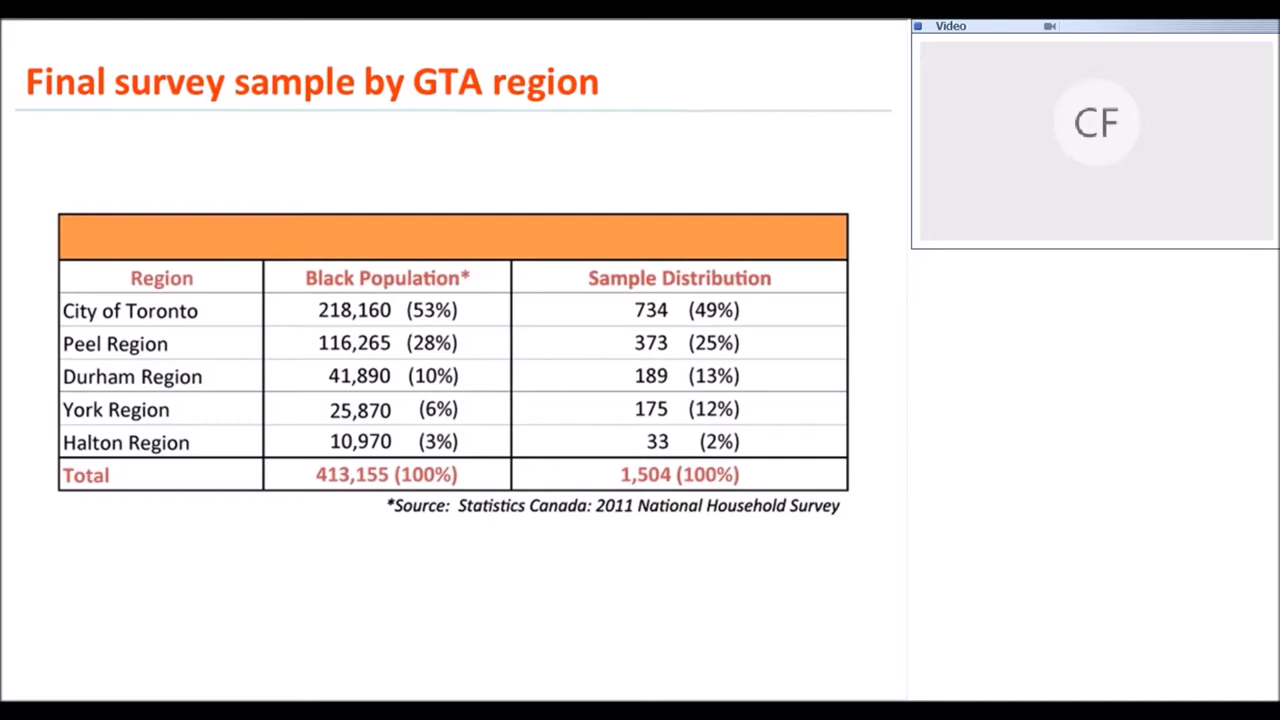 Final survey sample by GTA region
Video
CF
Region Black Population* Sample Distribution
City of Toronto 218,160 (53%) 734 (49%)
Peel Region 116,265 (28%) 373 (25%)
Durham Region 41,890 (10%) 189 (13%)
York Region 25,870 (6%) 175 (12%)
Halton Region 10,970 (3%) 33 (2%)
Total 413,155 (100%) 1,504 (100%)
*Source: Statistics Canada: 2011 National Household Survey